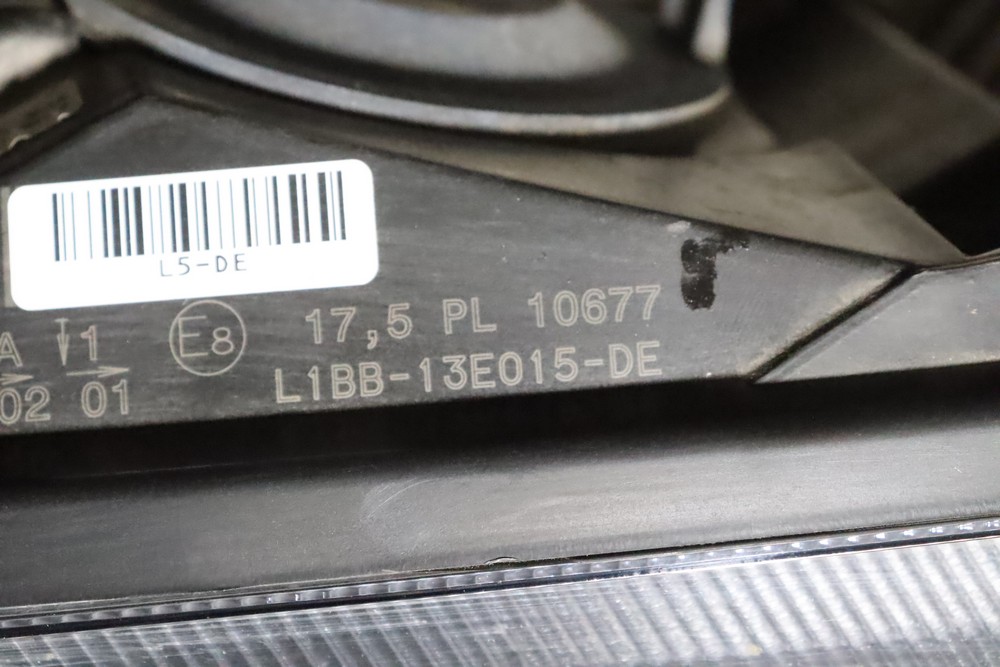 L5-DE
A 1 E8 17,5 PL 10677
02 01 L1BB-13E015-DE